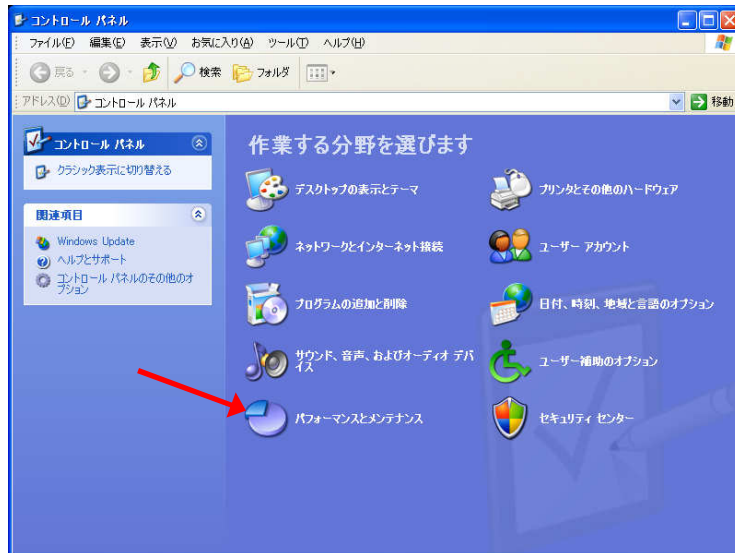 コントロール パネル
ファイル(F) 編集(E) 表示(V) お気に入り(A) ツール(T) ヘルプ(H)
戻る 検索 フォルダ
アドレス(D) コントロール パネル 移動
コントロール パネル
クラシック表示に切り替える
関連項目
Windows Update
ヘルプとサポート
コントロール パネルのその他のオ
プション
作業する分野を選びます
デスクトップの表示とテーマ
プリンタとその他のハードウェア
ネットワークとインターネット接続
ユーザー アカウント
プログラムの追加と削除
日付、時刻、地域と言語のオプション
サウンド、音声、およびオーディオ デバ
イス
ユーザー補助のオプション
パフォーマンスとメンテナンス
セキュリティ センター